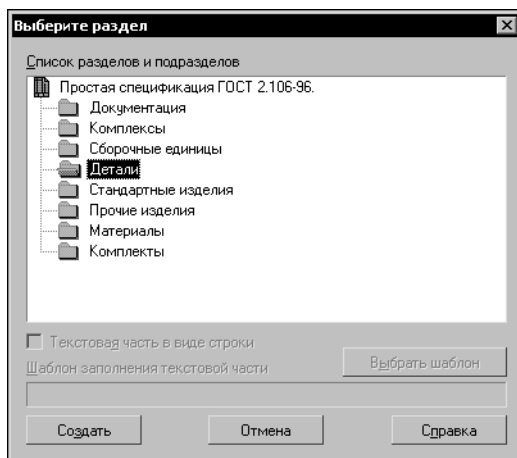 Выберите раздел
Список разделов и подразделов
Простая спецификация ГОСТ 2.106-96.
Документация
Комплексы
Сборочные единицы
Детали
Стандартные изделия
Прочие изделия
Материалы
Комплекты
Текстовая часть в виде строки
Шаблон заполнения текстовой части
Выбрать шаблон
Создать Отмена Справка